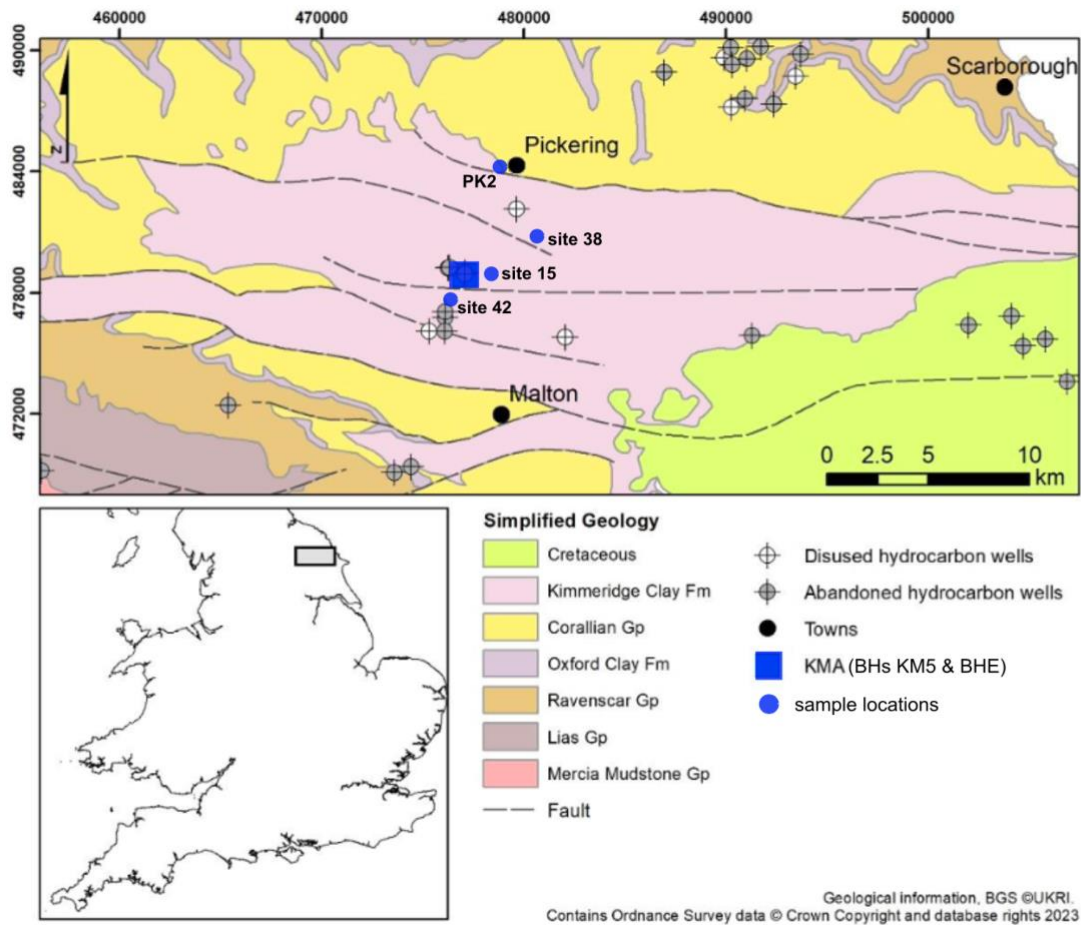 460000 470000 480000 490000 500000
490000
484000
478000
472000
N
Scarborough
Pickering
PK2
site 38
site 15
site 42
Malton
0 2.5 5 10
km
Simplified Geology
Cretaceous
Kimmeridge Clay Fm
Corallian Gp
Oxford Clay Fm
Ravenscar Gp
Lias Gp
Mercia Mudstone Gp
Fault
Disused hydrocarbon wells
Abandoned hydrocarbon wells
Towns
KMA (BHs KM5 & BHE)
sample locations
Geological information, BGS ©UKRI.
Contains Ordnance Survey data © Crown Copyright and database rights 2023